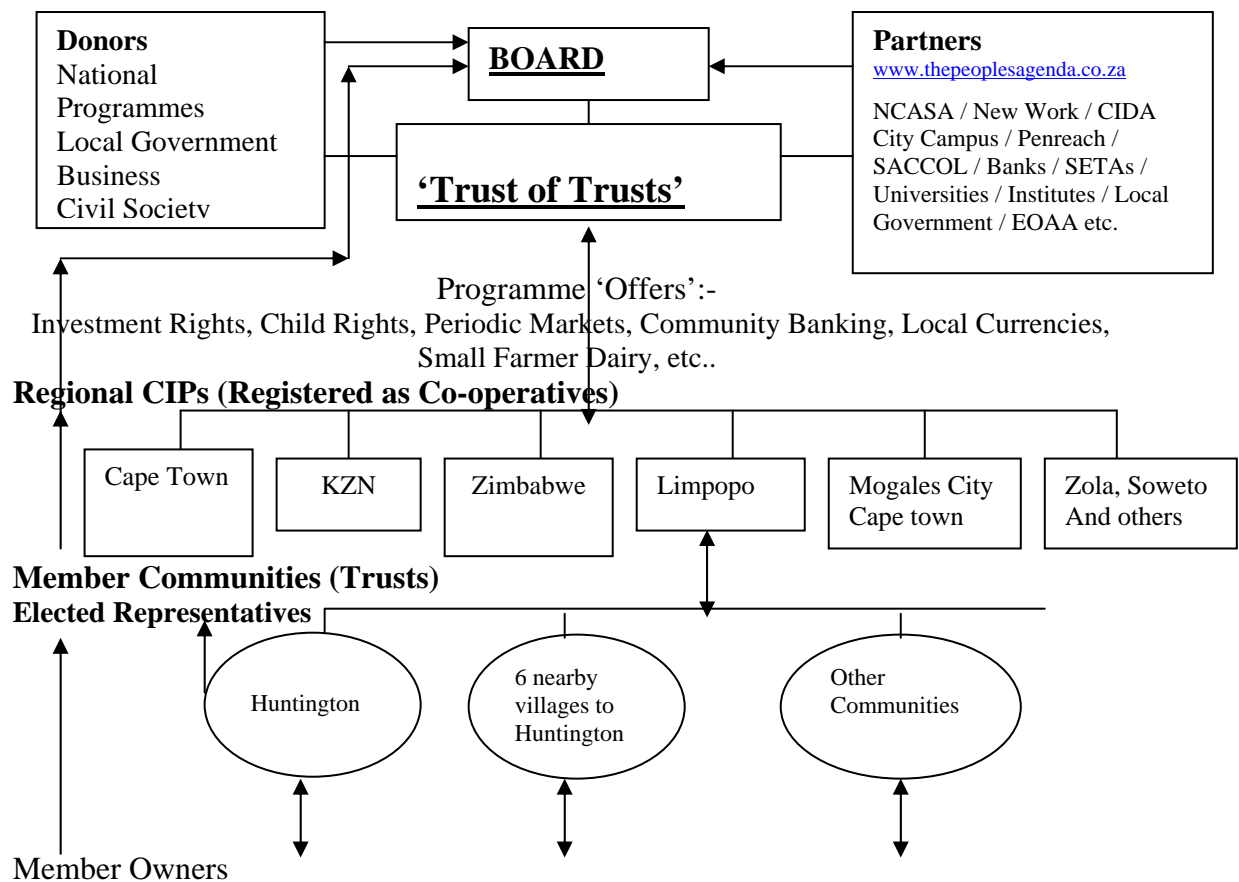 Donors
National
Programmes
Local Government
Business
Civil Society
BOARD
‘Trust of Trusts’
Partners
www.thepeoplesagenda.co.za
NCASA / New Work / CIDA
City Campus / Penreach /
SACCOL / Banks / SETAs /
Universities / Institutes / Local
Government / EOAA etc.
Programme ‘Offers’:-
Investment Rights, Child Rights, Periodic Markets, Community Banking, Local Currencies,
Small Farmer Dairy, etc..
Regional CIPs (Registered as Co-operatives)
Cape Town
KZN
Zimbabwe
Limpopo
Mogales City
Cape town
Zola, Soweto
And others
Member Communities (Trusts)
Elected Representatives
Huntington
6 nearby
villages to
Huntington
Other
Communities
Member Owners